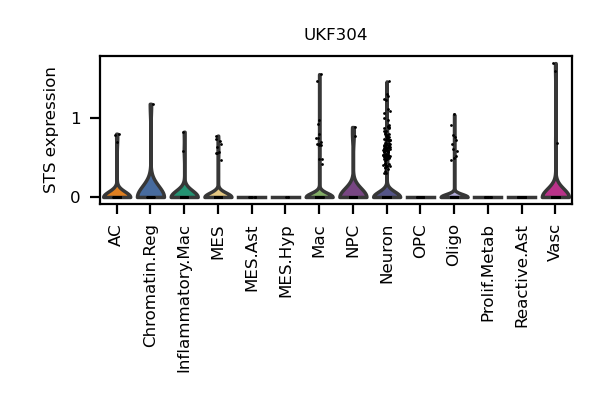 UKF304
STS expression
1
0
AC
Chromatin.Reg
Inflammatory.Mac
MES
MES.Ast
MES.Hyp
Mac
NPC
Neuron
OPC
Oligo
Prolif.Metab
Reactive.Ast
Vasc